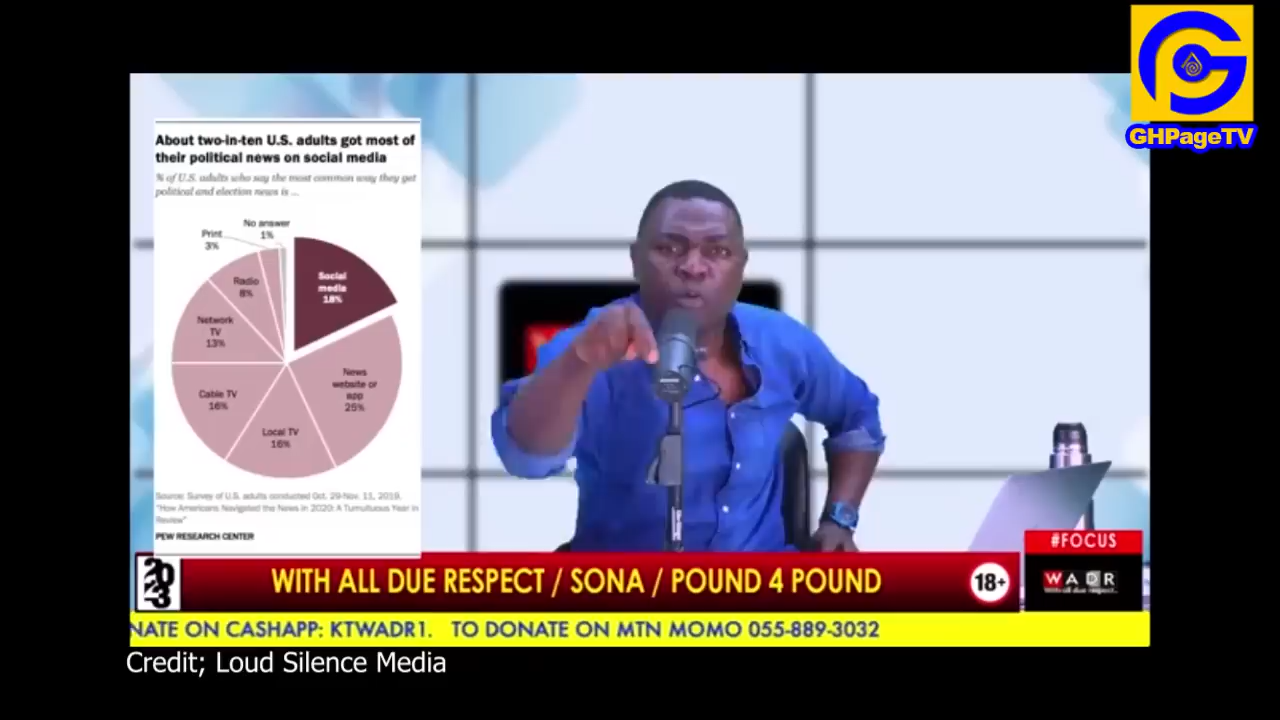 GHPageTV
About two-in-ten U.S. adults got most of
their political news on social media
% of U.S. adults who say the most common way they get
political and election news is ...
No answer
1%
Print
3%
Radio
8%
Social
media
18%
Network
TV
13%
News
website or
app
25%
Cable TV
16%
Local TV
16%
Source: Survey of U.S. adults conducted Oct. 29-Nov. 11, 2019.
"How Americans Navigated the News in 2020: A Tumultuous Year in
Review"
PEW RESEARCH CENTER
#FOCUS
2023
WITH ALL DUE RESPECT / SONA / POUND 4 POUND
18+
WADR
With all due respect..
NATE ON CASHAPP: KTWADR1. TO DONATE ON MTN MOMO 055-889-3032
Credit; Loud Silence Media